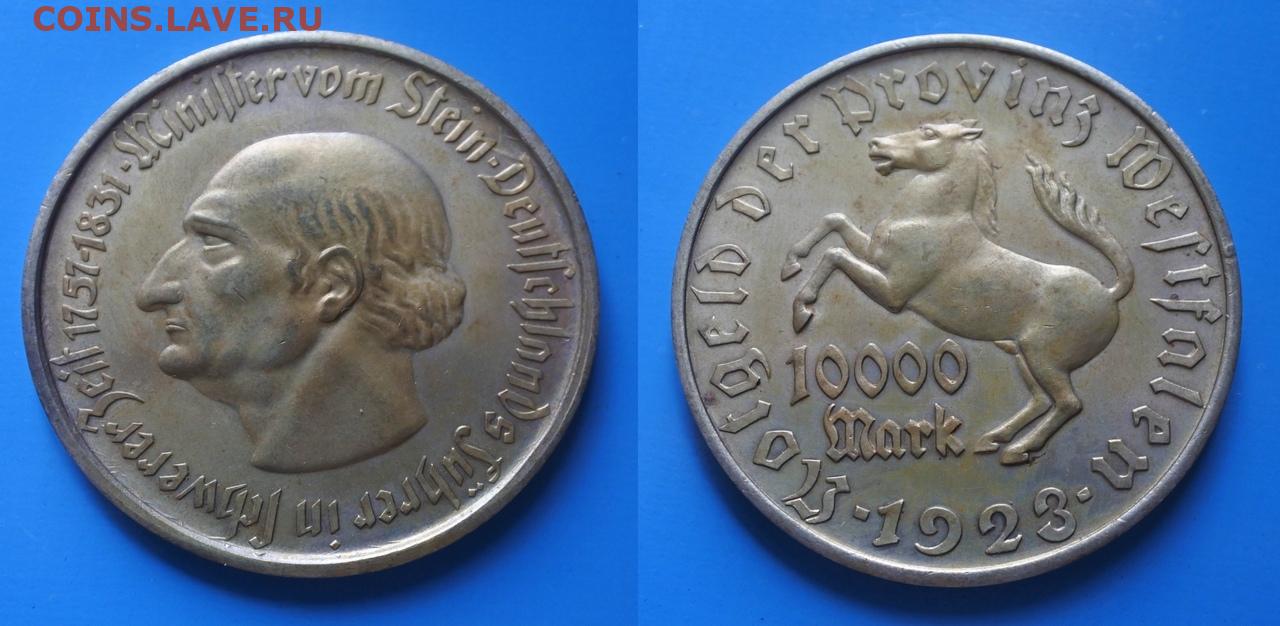 COINS.LAVE.RU
Minister vom Stein·Deutschlands Führer in schwerer Zeit 1757·1831·
Notgeld der Provinz Westfalen
10000
Mark
·1923·